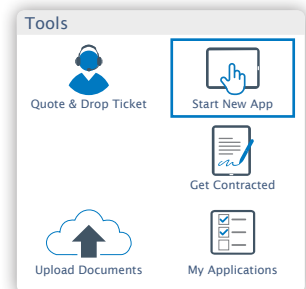 Tools
Quote & Drop Ticket
Start New App
Get Contracted
Upload Documents
My Applications